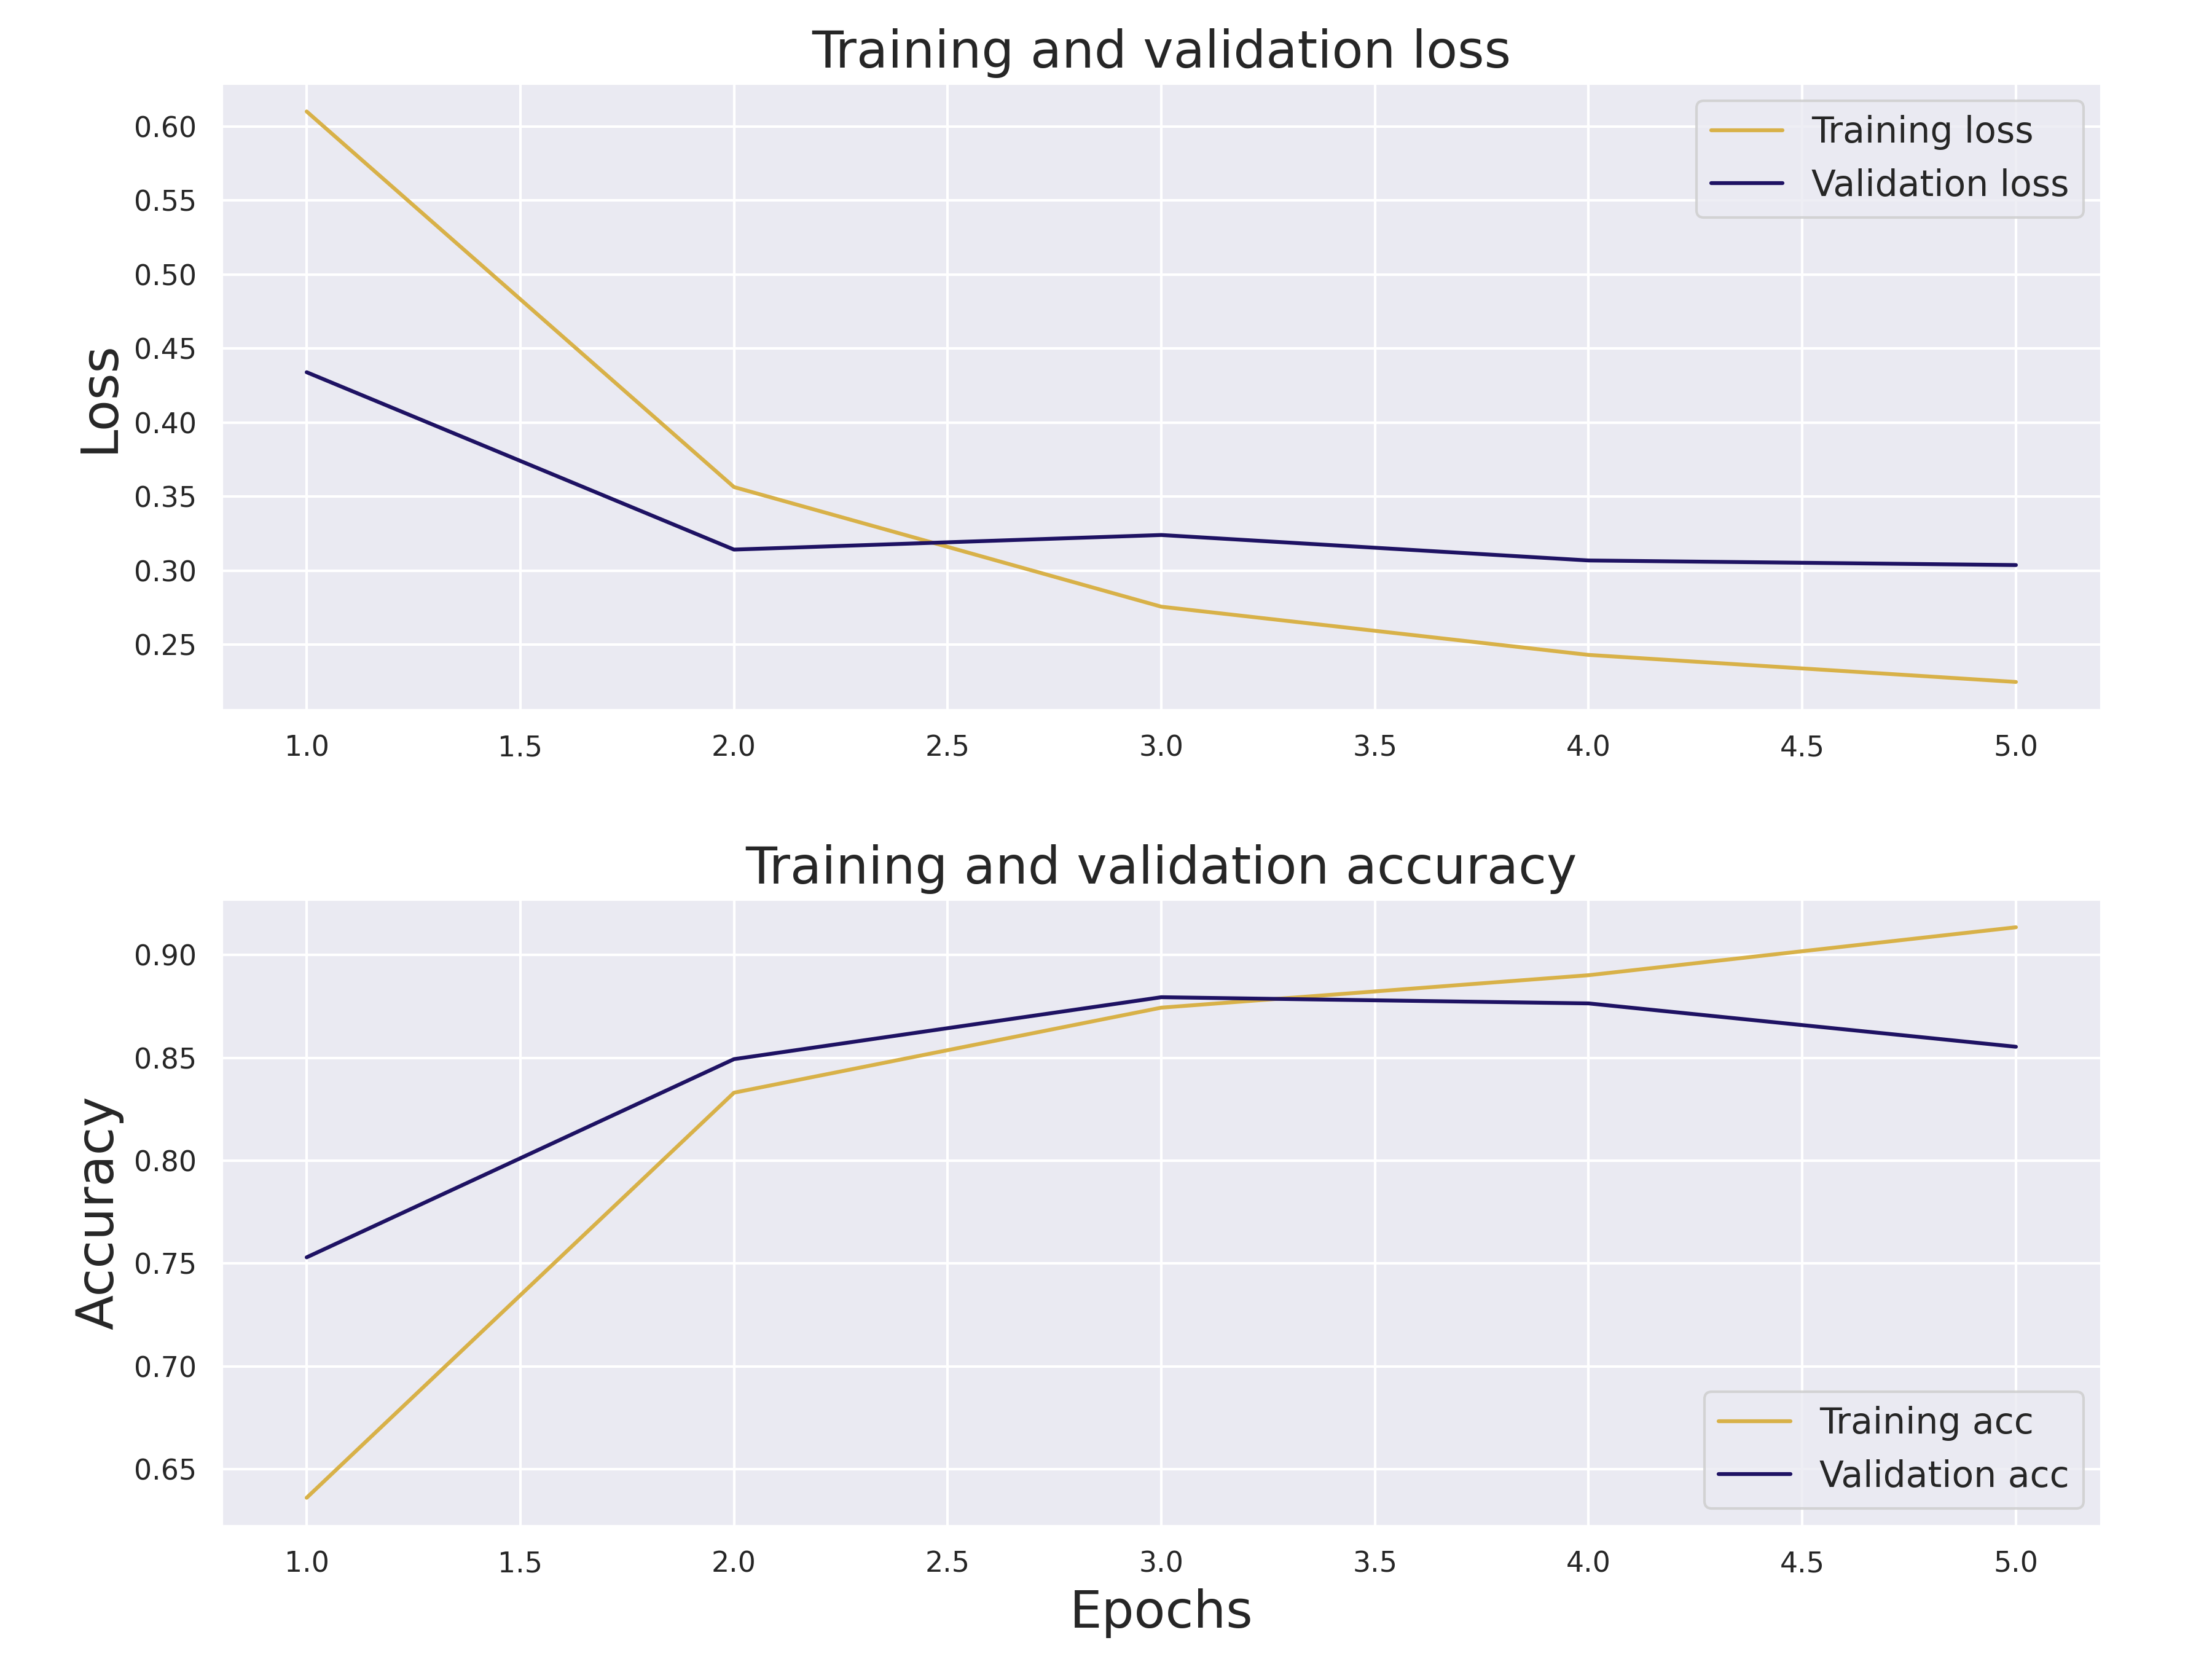 Training and validation loss
Loss
0.60
0.55
0.50
0.45
0.40
0.35
0.30
0.25
Training loss
Validation loss
1.0 1.5 2.0 2.5 3.0 3.5 4.0 4.5 5.0
Training and validation accuracy
Accuracy
0.90
0.85
0.80
0.75
0.70
0.65
Training acc
Validation acc
1.0 1.5 2.0 2.5 3.0 3.5 4.0 4.5 5.0
Epochs